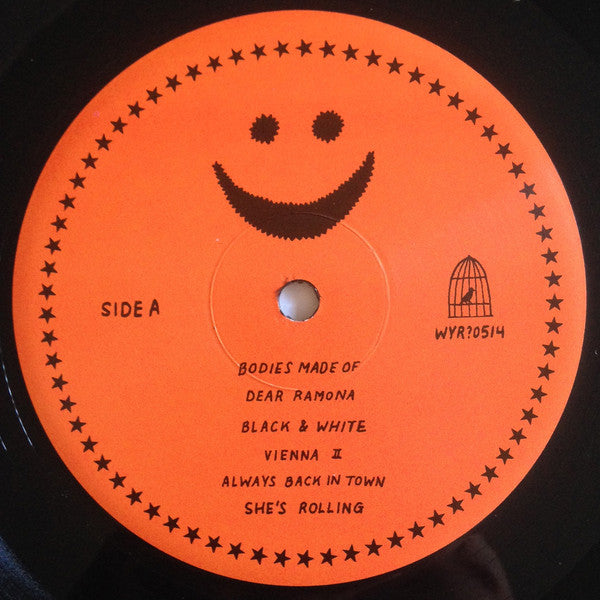 SIDE A
WYR?0514
BODIES MADE OF
DEAR RAMONA
BLACK & WHITE
VIENNA II
ALWAYS BACK IN TOWN
SHE'S ROLLING